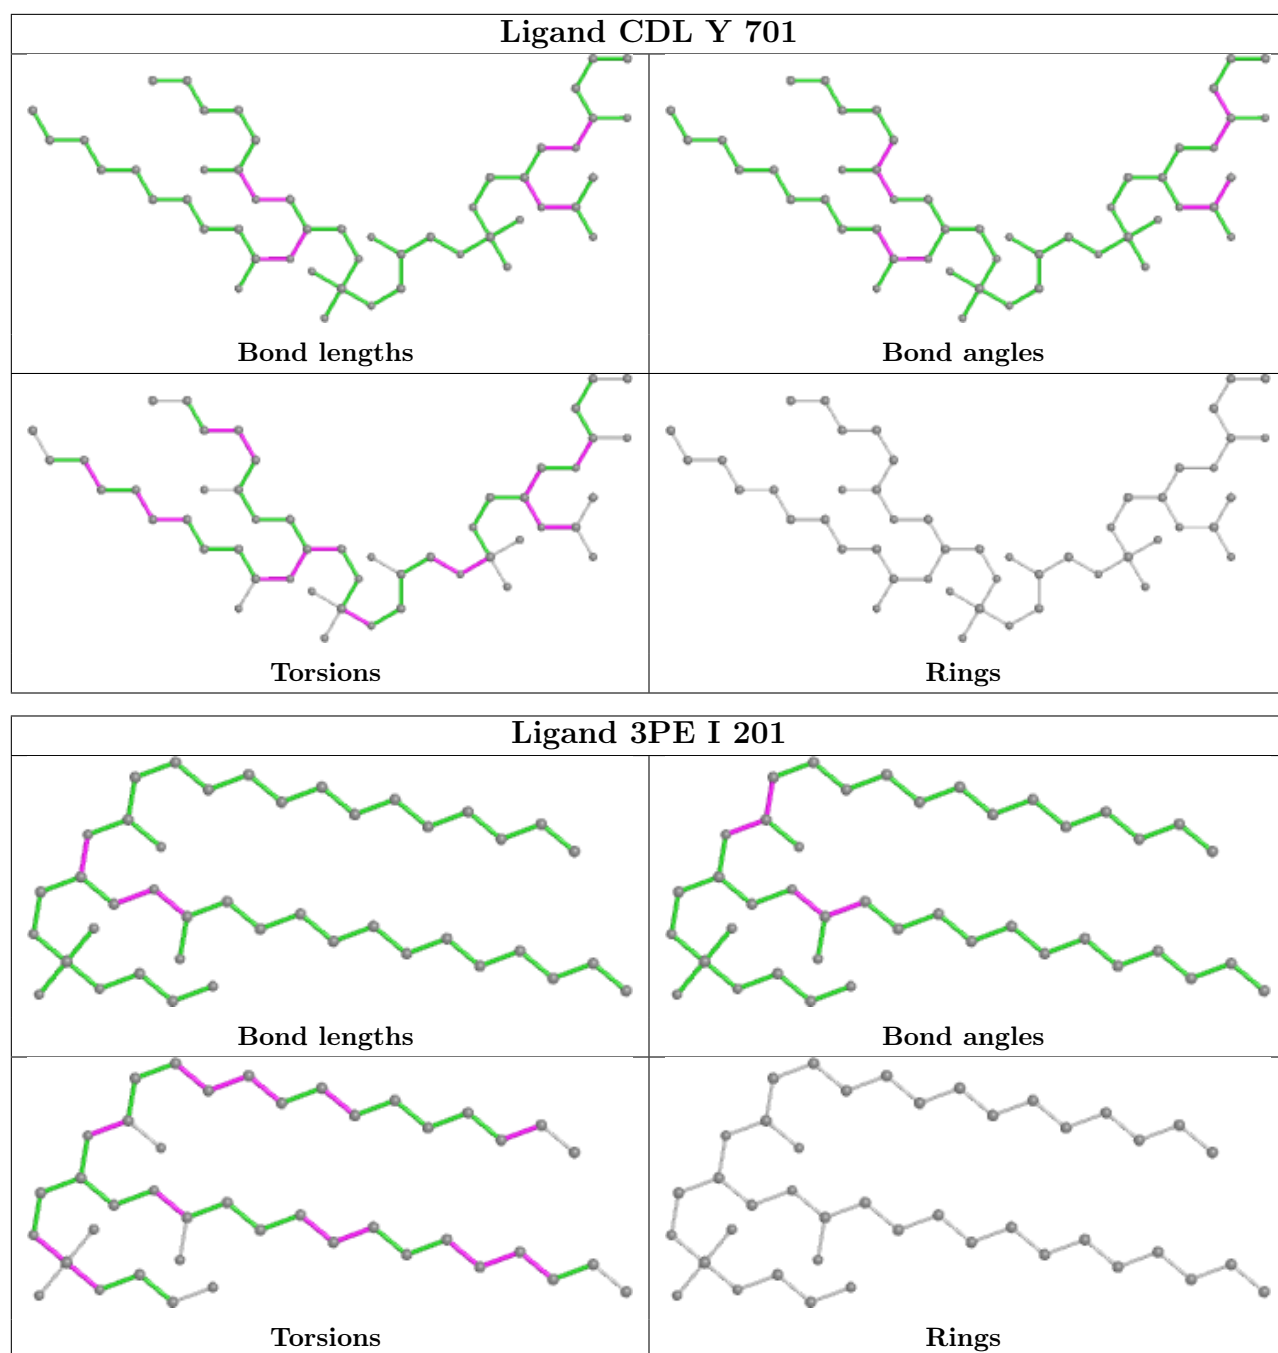 Ligand CDL Y 701
Bond lengths
Bond angles
Torsions
Rings
Ligand 3PE I 201
Bond lengths
Bond angles
Torsions
Rings